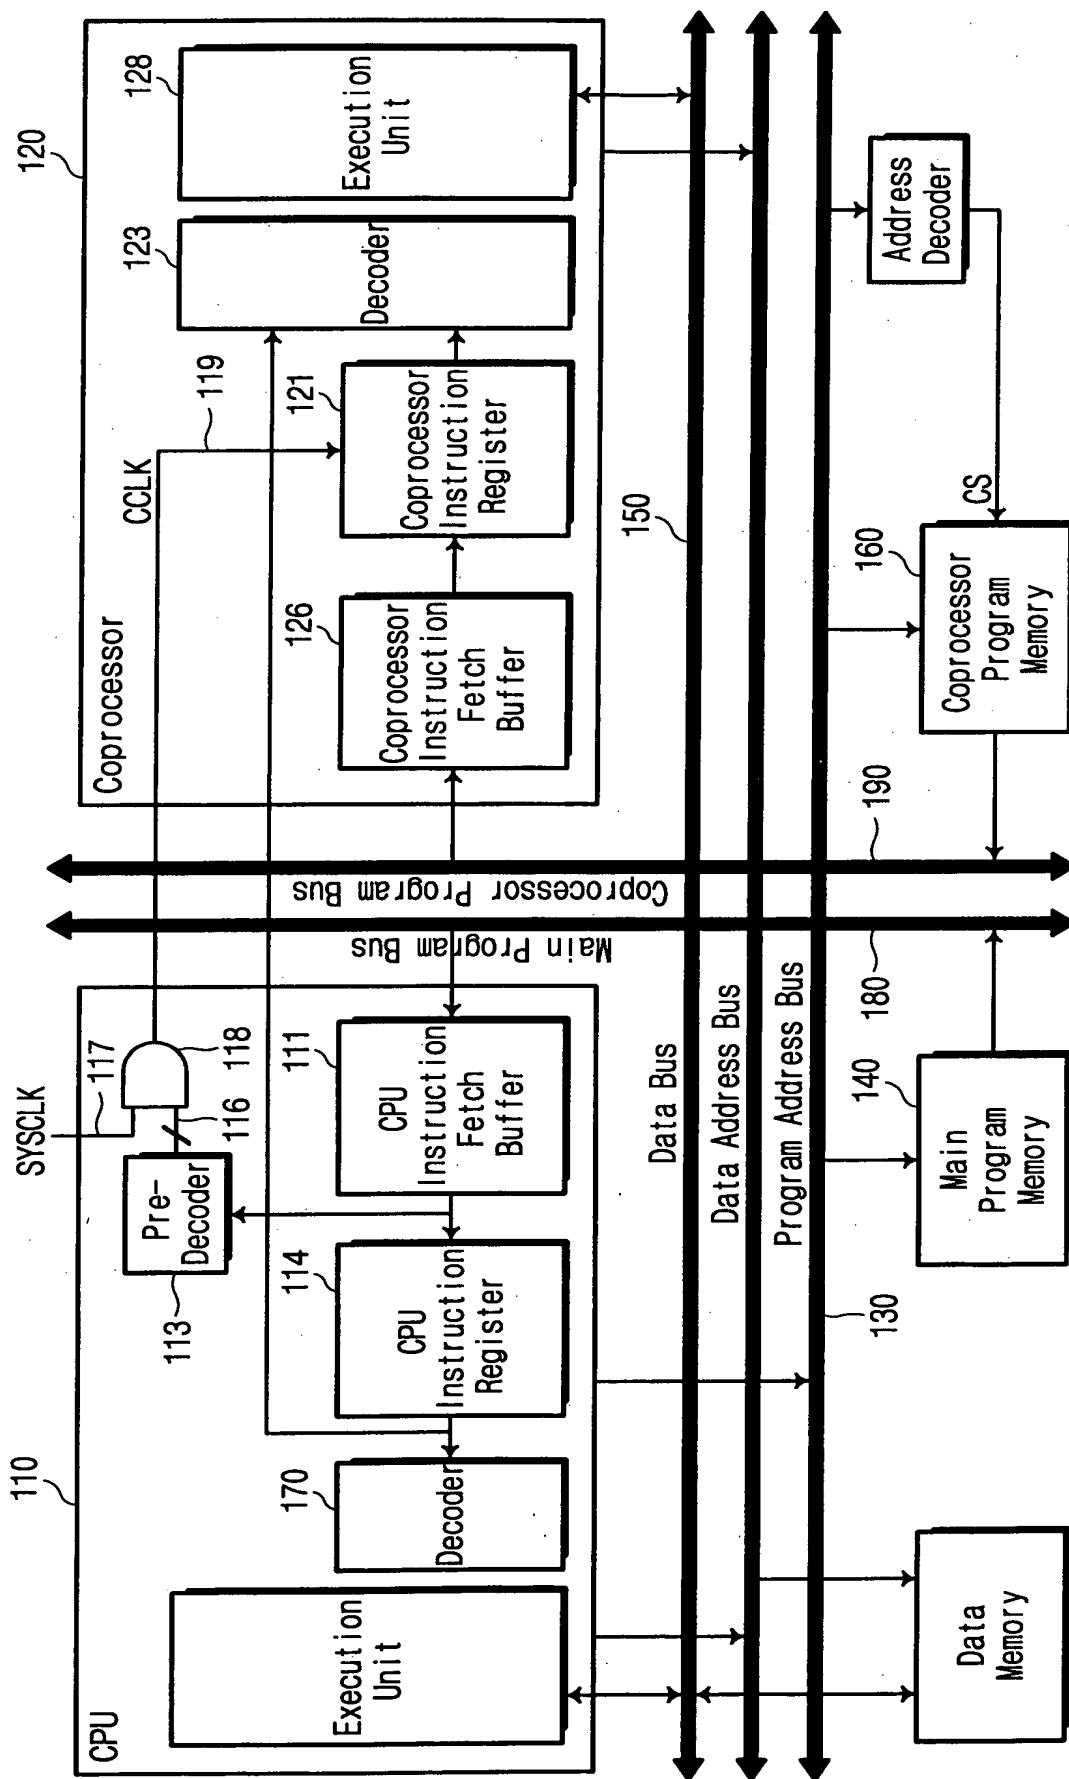 110
CPU
Execution
Unit
170
Decoder
114
CPU
Instruction
Register
113
Pre-
Decoder
SYSCLK
117
116
118
111
CPU
Instruction
Fetch
Buffer
Main Program Bus
Coprocessor Program Bus
120
Coprocessor
CCLK
119
126
Coprocessor
Instruction
Fetch
Buffer
121
Coprocessor
Instruction
Register
123
Decoder
128
Execution
Unit
Data Bus
150
Data Address Bus
Program Address Bus
130
Data
Memory
140
Main
Program
Memory
180
190
160
Coprocessor
Program
Memory
CS
Address
Decoder